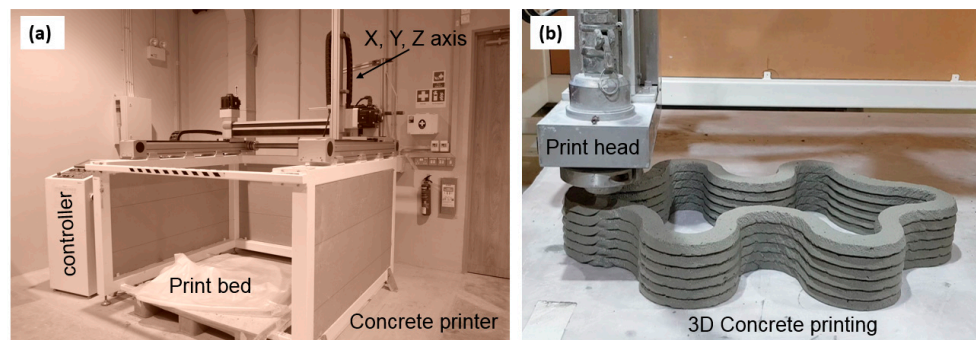 (a)
X, Y, Z axis
controller
Print bed
Concrete printer
(b)
Print head
3D Concrete printing